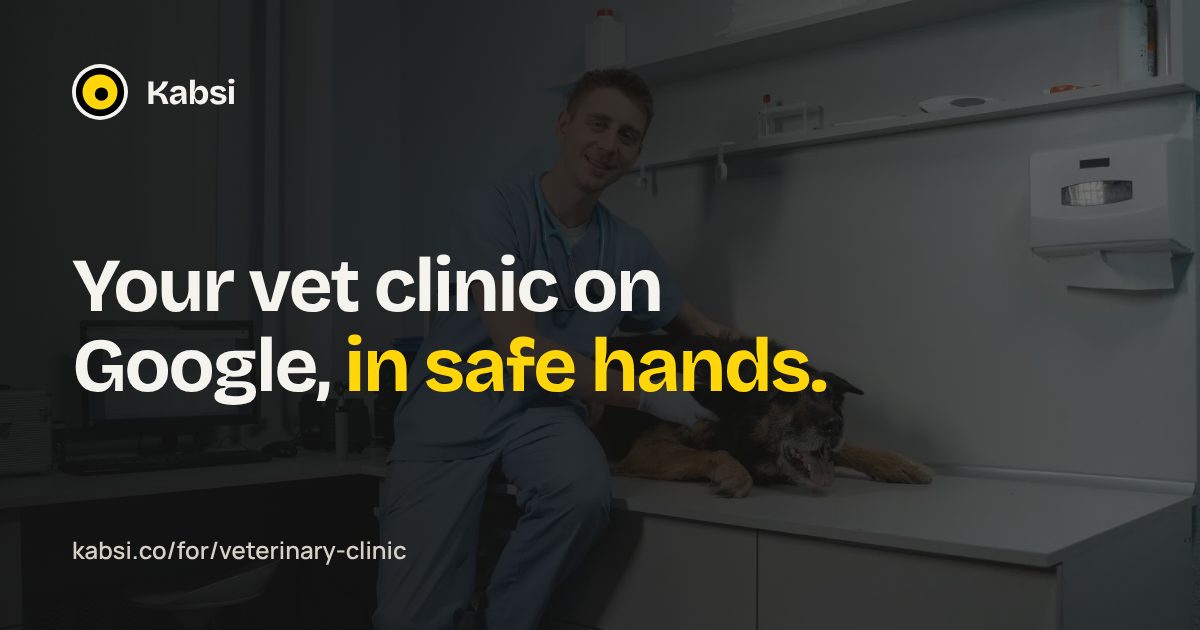 Kabsi
Your vet clinic on
Google, in safe hands.
kabsi.co/for/veterinary-clinic